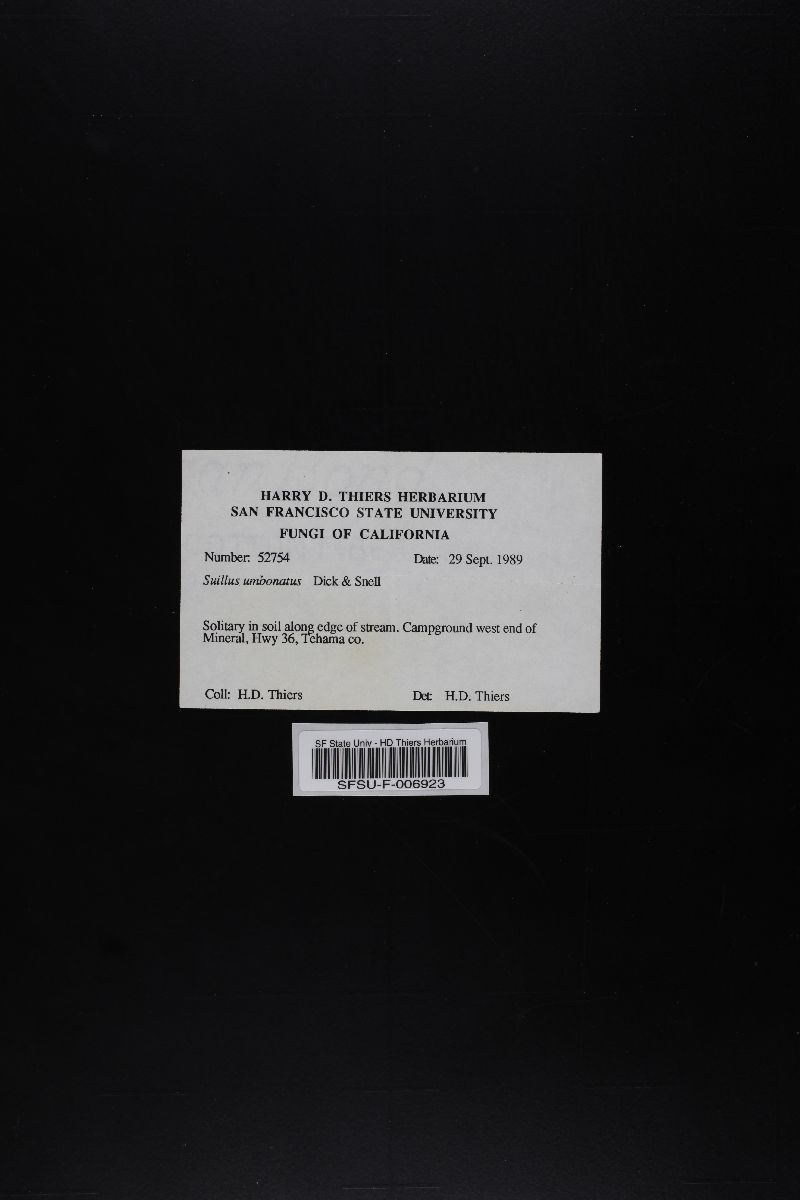 HARRY D. THIERS HERBARIUM
SAN FRANCISCO STATE UNIVERSITY
FUNGI OF CALIFORNIA
Number: 52754 Date: 29 Sept. 1989
Suillus umbonatus Dick & Snell
Solitary in soil along edge of stream. Campground west end of
Mineral, Hwy 36, Tehama co.
Coll: H.D. Thiers Det: H.D. Thiers
SF State Univ - HD Thiers Herbarium
SFSU-F-006923